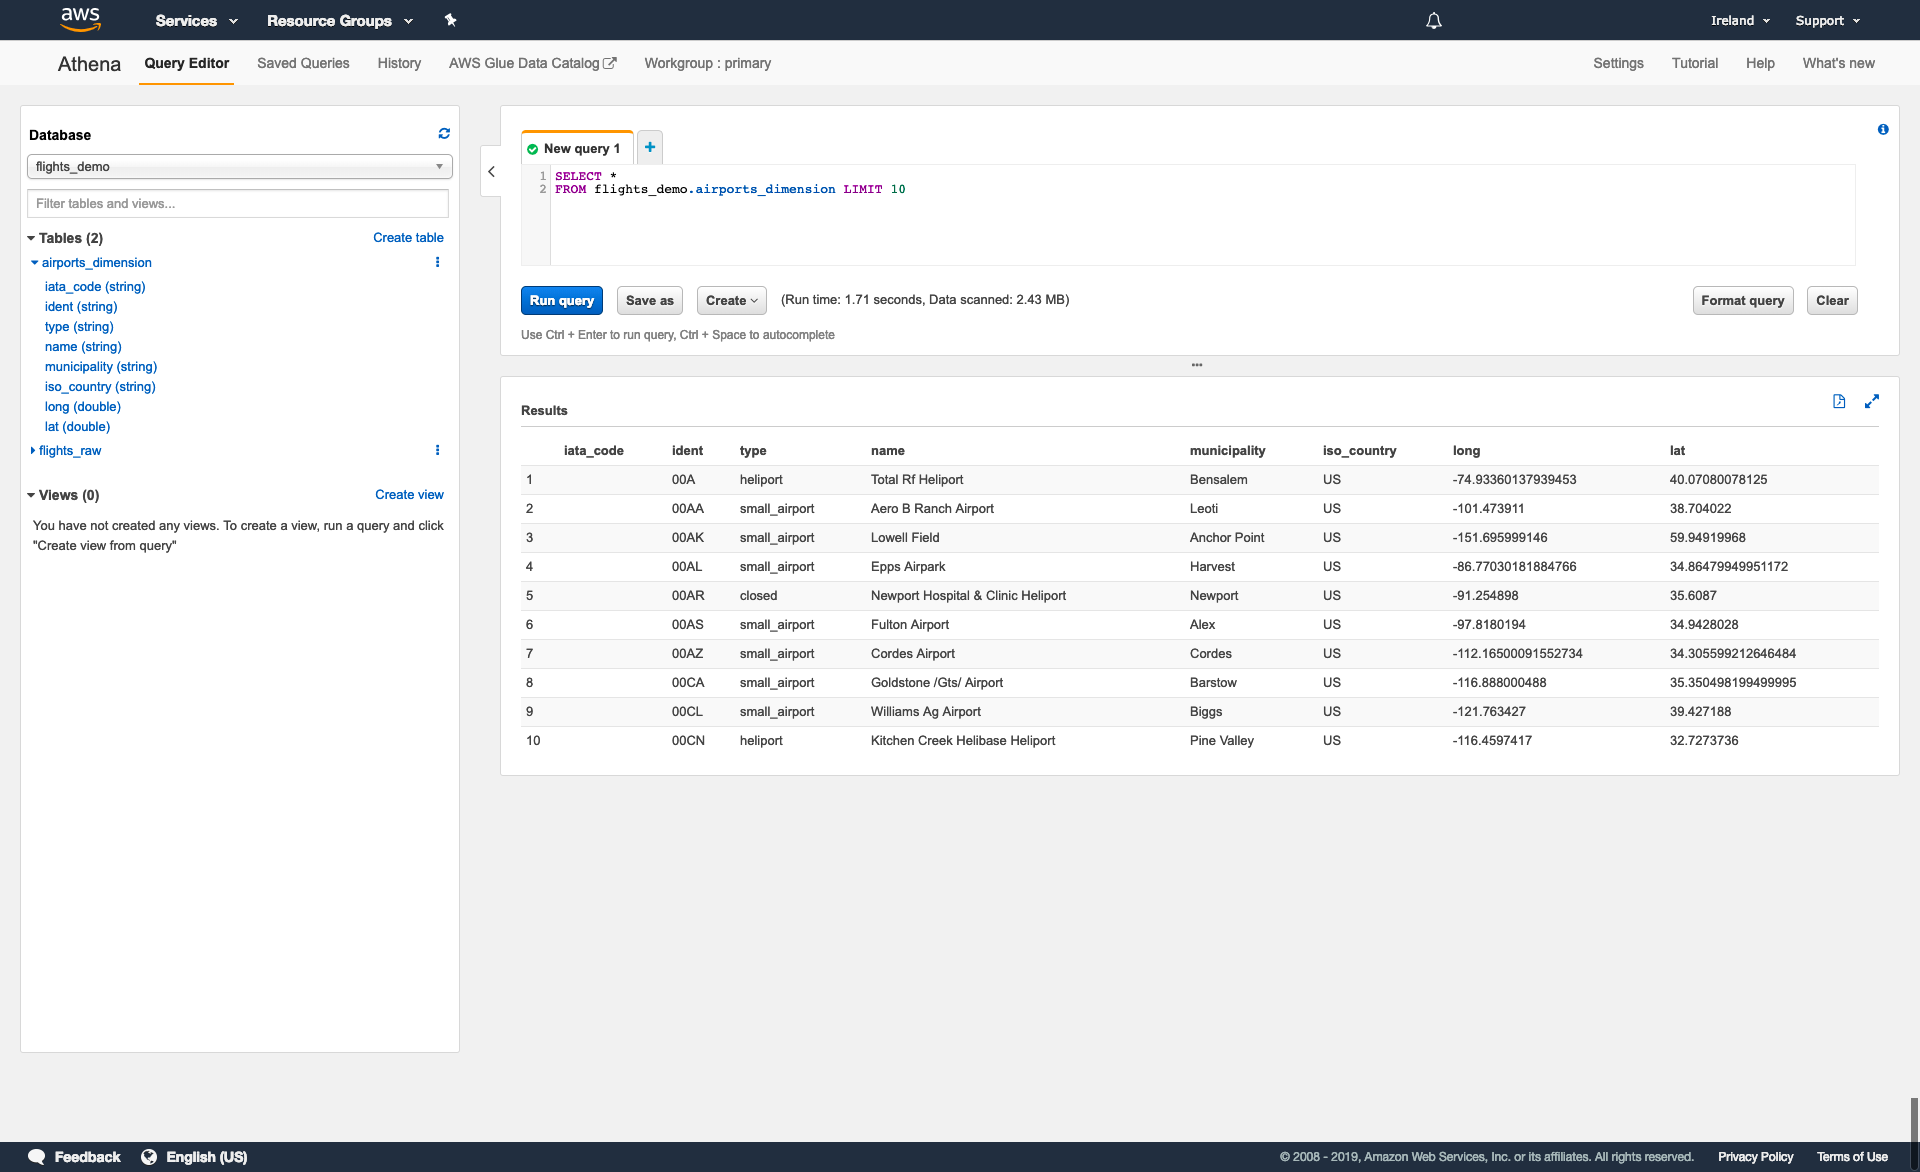 aws Services Resource Groups Ireland Support
Athena Query Editor Saved Queries History AWS Glue Data Catalog Workgroup : primary Settings Tutorial Help What's new
Database
flights_demo
Filter tables and views...
Tables (2) Create table
airports_dimension
iata_code (string)
ident (string)
type (string)
name (string)
municipality (string)
iso_country (string)
long (double)
lat (double)
flights_raw
Views (0) Create view
You have not created any views. To create a view, run a query and click
"Create view from query"
New query 1 +
1 SELECT *
2 FROM flights_demo.airports_dimension LIMIT 10
Run query Save as Create (Run time: 1.71 seconds, Data scanned: 2.43 MB) Format query Clear
Use Ctrl + Enter to run query, Ctrl + Space to autocomplete
Results
iata_code ident type name municipality iso_country long lat
1 00A heliport Total Rf Heliport Bensalem US -74.93360137939453 40.07080078125
2 00AA small_airport Aero B Ranch Airport Leoti US -101.473911 38.704022
3 00AK small_airport Lowell Field Anchor Point US -151.695999146 59.94919968
4 00AL small_airport Epps Airpark Harvest US -86.77030181884766 34.86479949951172
5 00AR closed Newport Hospital & Clinic Heliport Newport US -91.254898 35.6087
6 00AS small_airport Fulton Airport Alex US -97.8180194 34.9428028
7 00AZ small_airport Cordes Airport Cordes US -112.16500091552734 34.305599212646484
8 00CA small_airport Goldstone /Gts/ Airport Barstow US -116.888000488 35.350498199499995
9 00CL small_airport Williams Ag Airport Biggs US -121.763427 39.427188
10 00CN heliport Kitchen Creek Helibase Heliport Pine Valley US -116.4597417 32.7273736
Feedback English (US) © 2008 - 2019, Amazon Web Services, Inc. or its affiliates. All rights reserved. Privacy Policy Terms of Use